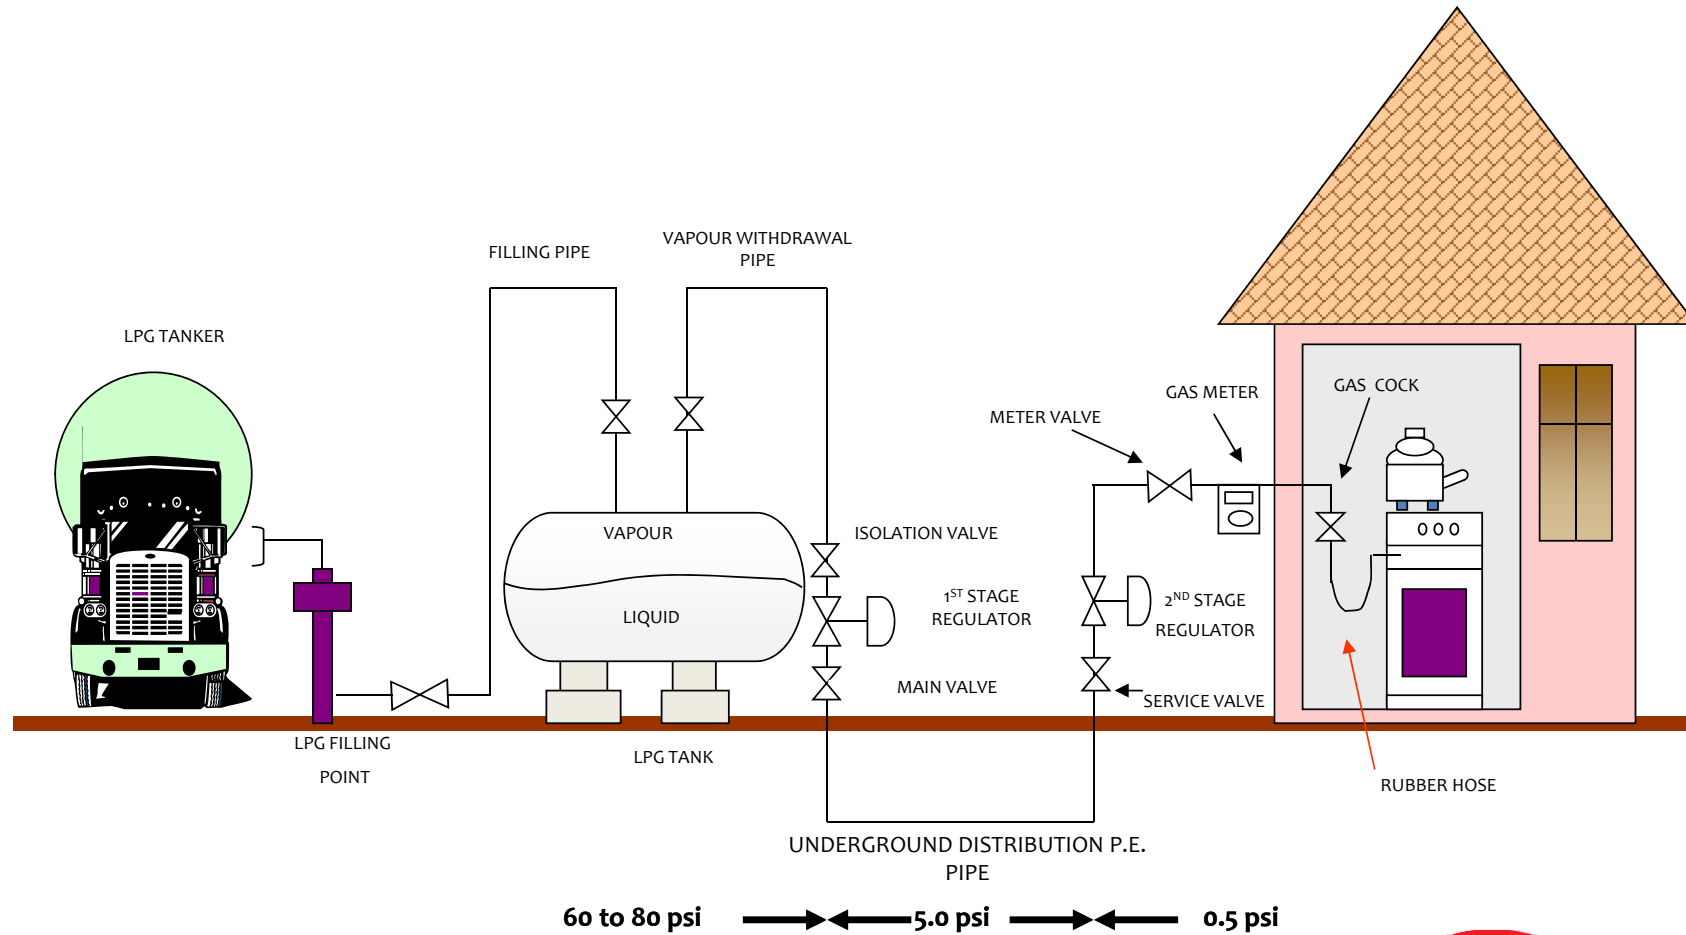 VAPOUR WITHDRAWAL
PIPE
FILLING PIPE
LPG TANKER
GAS COCK
GAS METER
METER VALVE
VAPOUR
ISOLATION VALVE
1ST STAGE
REGULATOR
2ND STAGE
REGULATOR
LIQUID
MAIN VALVE
SERVICE VALVE
LPG FILLING
POINT
LPG TANK
RUBBER HOSE
UNDERGROUND DISTRIBUTION P.E.
PIPE
60 to 80 psi
5.0 psi
0.5 psi